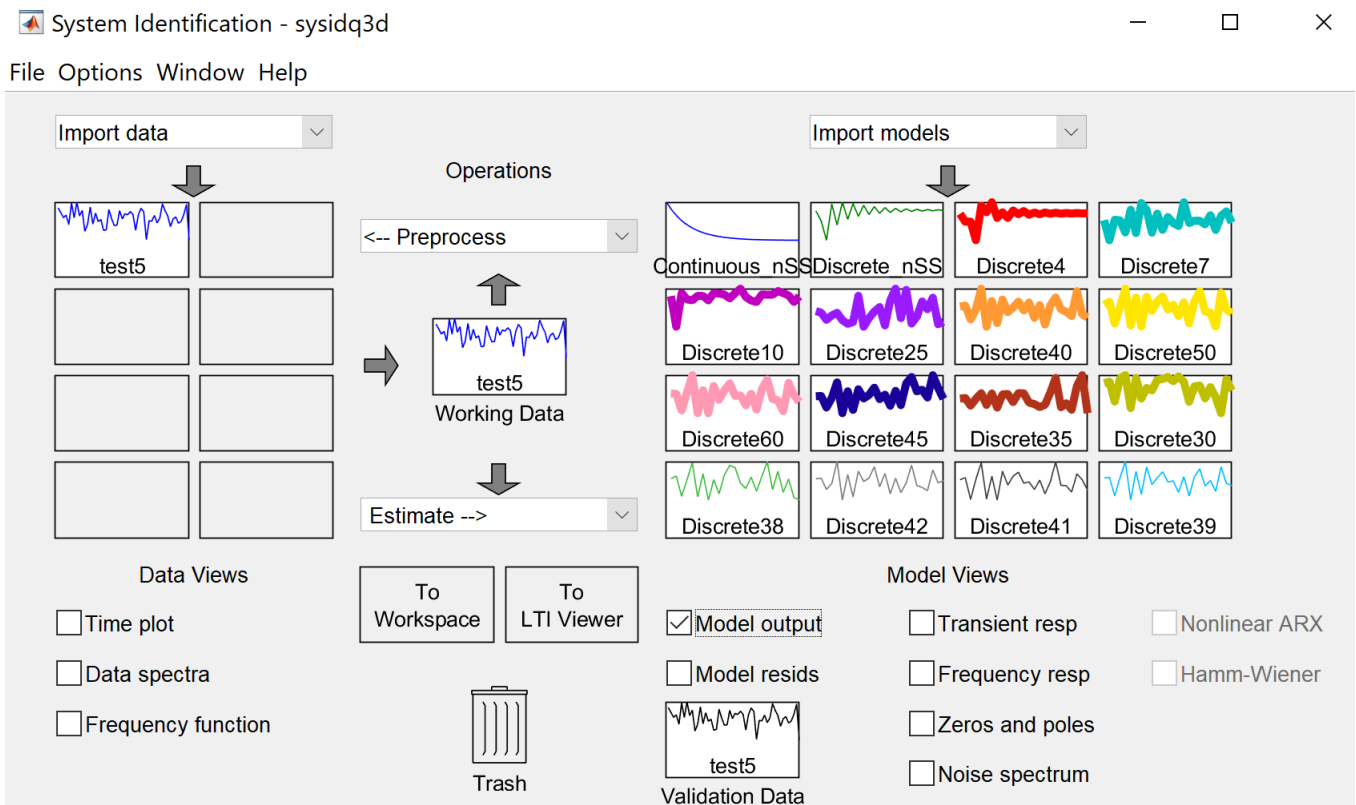 System Identification - sysidq3d
File Options Window Help
Import data
Import models
Operations
<-- Preprocess
test5
test5
Working Data
Estimate -->
Continuous_nSS
Discrete_nSS
Discrete4
Discrete7
Discrete10
Discrete25
Discrete40
Discrete50
Discrete60
Discrete45
Discrete35
Discrete30
Discrete38
Discrete42
Discrete41
Discrete39
Data Views
Time plot
Data spectra
Frequency function
To
Workspace
To
LTI Viewer
Trash
Model Views
Model output
Transient resp
Nonlinear ARX
Model resids
Frequency resp
Hamm-Wiener
Zeros and poles
test5
Noise spectrum
Validation Data